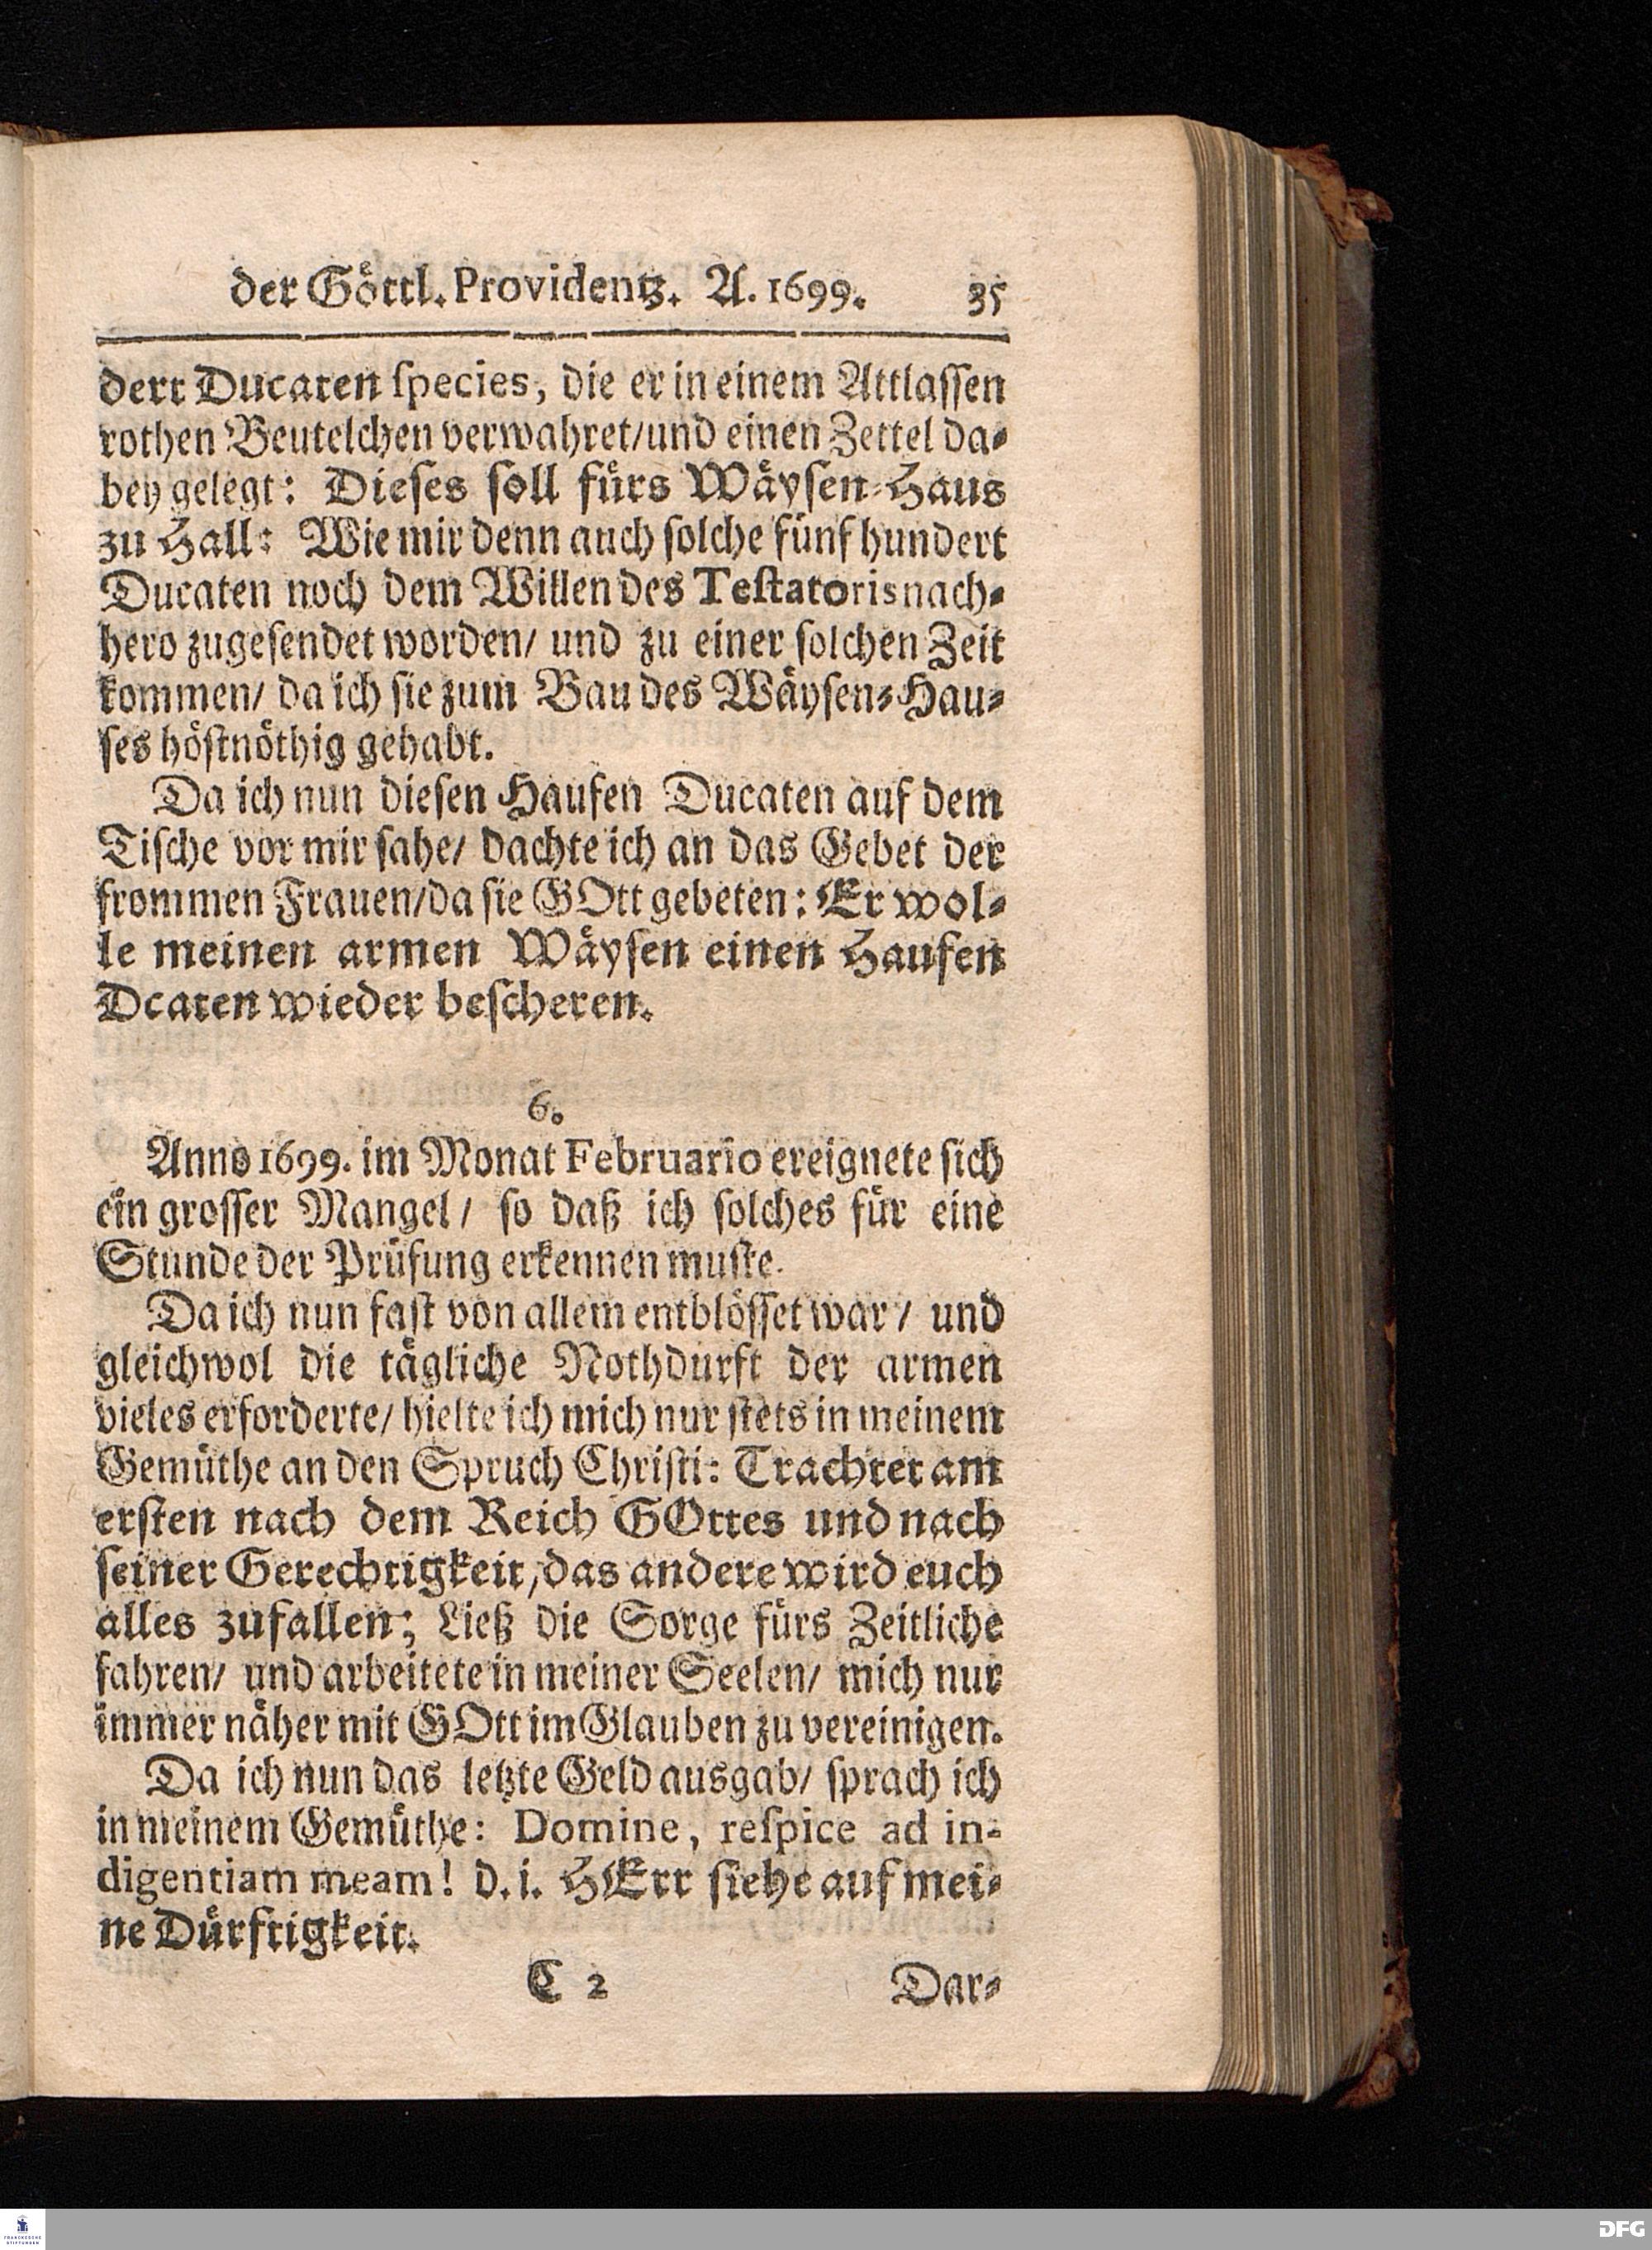 der Göttl. Providentz. A. 1699. 35
dert Ducaten ſpecies, die er in einem Attlaſſen
rothen Beutelchen verwahret/und einen Zettel da-
bey gelegt: Dieſes ſoll fürs Wäyſen-Haus
zu Hall: Wie mir denn auch ſolche fünf hundert
Ducaten noch dem Willen des Teſtatoris nach-
hero zugeſendet worden/ und zu einer ſolchen Zeit
kommen/ da ich ſie zum Bau des Wäyſen-Hau-
ſes höſtnöthig gehabt.
Da ich nun dieſen Haufen Ducaten auf dem
Tiſche vor mir ſahe/ dachte ich an das Gebet der
frommen Frauen/da ſie GOtt gebeten: Er wol-
le meinen armen Wäyſen einen Haufen
Dcaten wieder beſcheren.
6.
Anno 1699. im Monat Februario ereignete ſich
ein groſſer Mangel/ ſo daß ich ſolches für eine
Stunde der Prüfung erkennen muſte.
Da ich nun faſt von allem entblöſſet war/ und
gleichwol die tägliche Nothdurft der armen
vieles erforderte/ hielte ich mich nur ſtets in meinem
Gemüthe an den Spruch Chriſti: Trachtet am
erſten nach dem Reich GOttes und nach
ſeiner Gerechtigkeit/das andere wird euch
alles zufallen; Ließ die Sorge fürs Zeitliche
fahren/ und arbeitete in meiner Seelen/ mich nur
immer näher mit GOtt im Glauben zu vereinigen.
Da ich nun das letzte Geld ausgab/ ſprach ich
in meinem Gemüthe: Domine, reſpice ad in-
digentiam meam! d. i. HErr ſiehe auf mei-
ne Dürftigkeit.
C 2 Dar-
FRANCKESCHE
STIFTUNGEN
DFG